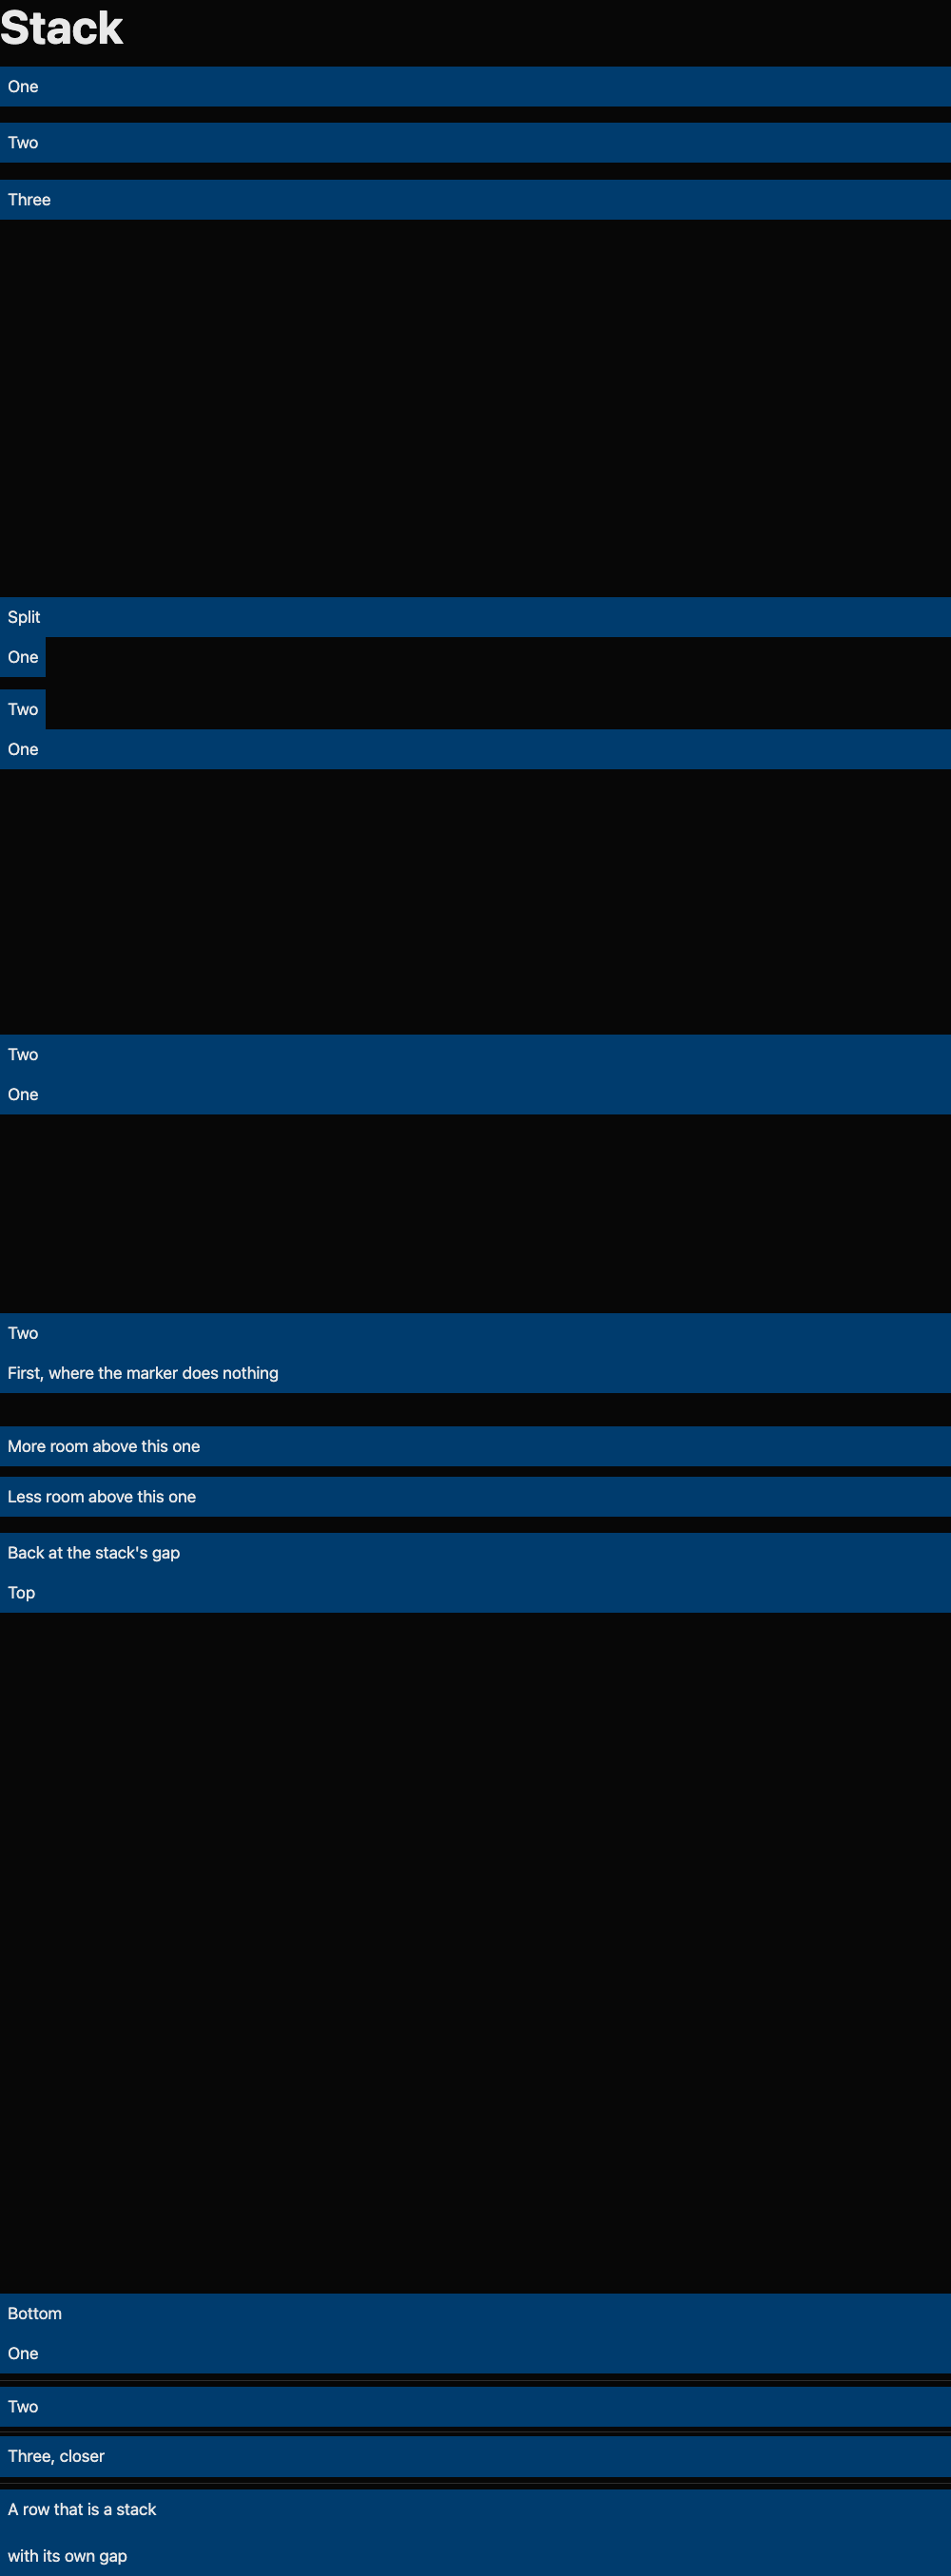 Stack
One
Two
Three
Split
One
Two
One
Two
One
Two
First, where the marker does nothing
More room above this one
Less room above this one
Back at the stack's gap
Top
Bottom
One
Two
Three, closer
A row that is a stack
with its own gap